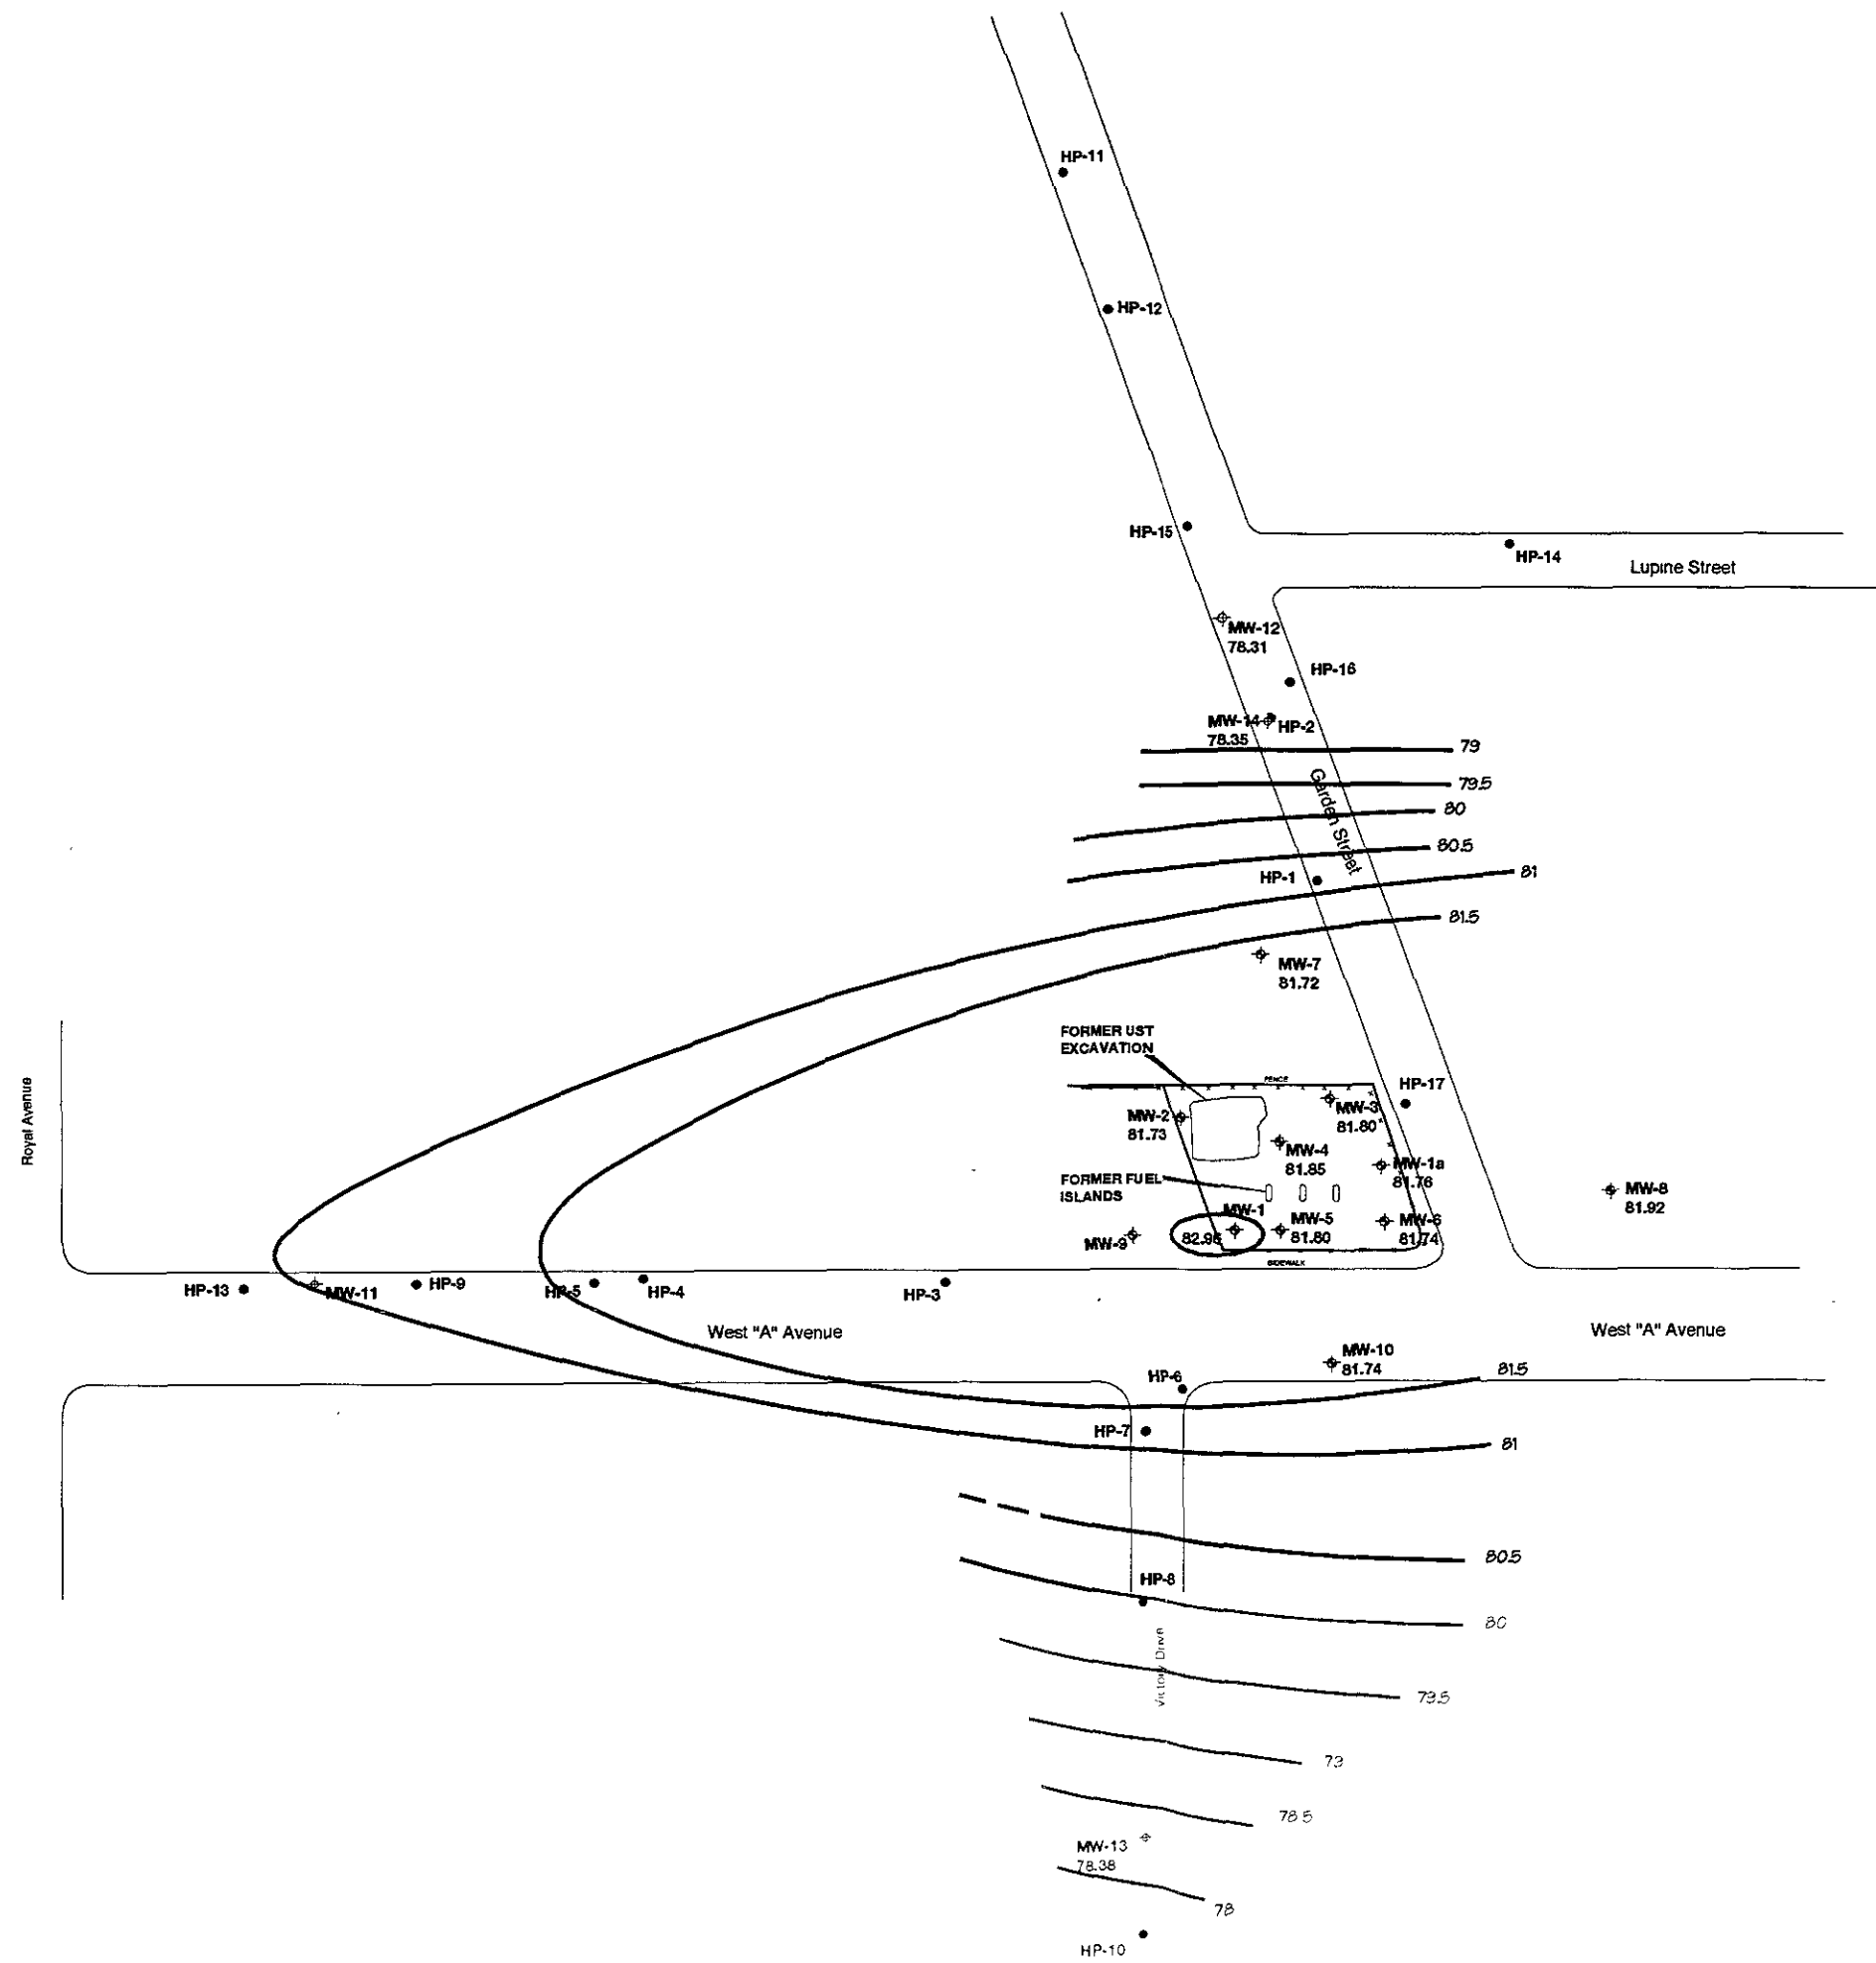 HP-11
HP-12
HP-15
HP-14
Lupine Street
MW-12
78.31
HP-16
MW-14
HP-2
78.35
79
79.5
80
Garden Street
80.5
HP-1
81
81.5
MW-7
81.72
FORMER UST
EXCAVATION
Royal Avenue
FENCE
HP-17
MW-2
81.73
MW-3
81.80
MW-4
81.85
MW-1a
81.76
FORMER FUEL
ISLANDS
MW-8
81.92
MW-1
82.96
MW-5
81.80
MW-6
81.74
MW-9
SIDEWALK
HP-13
MW-11
HP-9
HP-5
HP-4
HP-3
West "A" Avenue
West "A" Avenue
MW-10
81.74
81.5
HP-6
HP-7
81
80.5
HP-8
80
Victory Drive
79.5
79
78.5
MW-13
78.38
78
HP-10